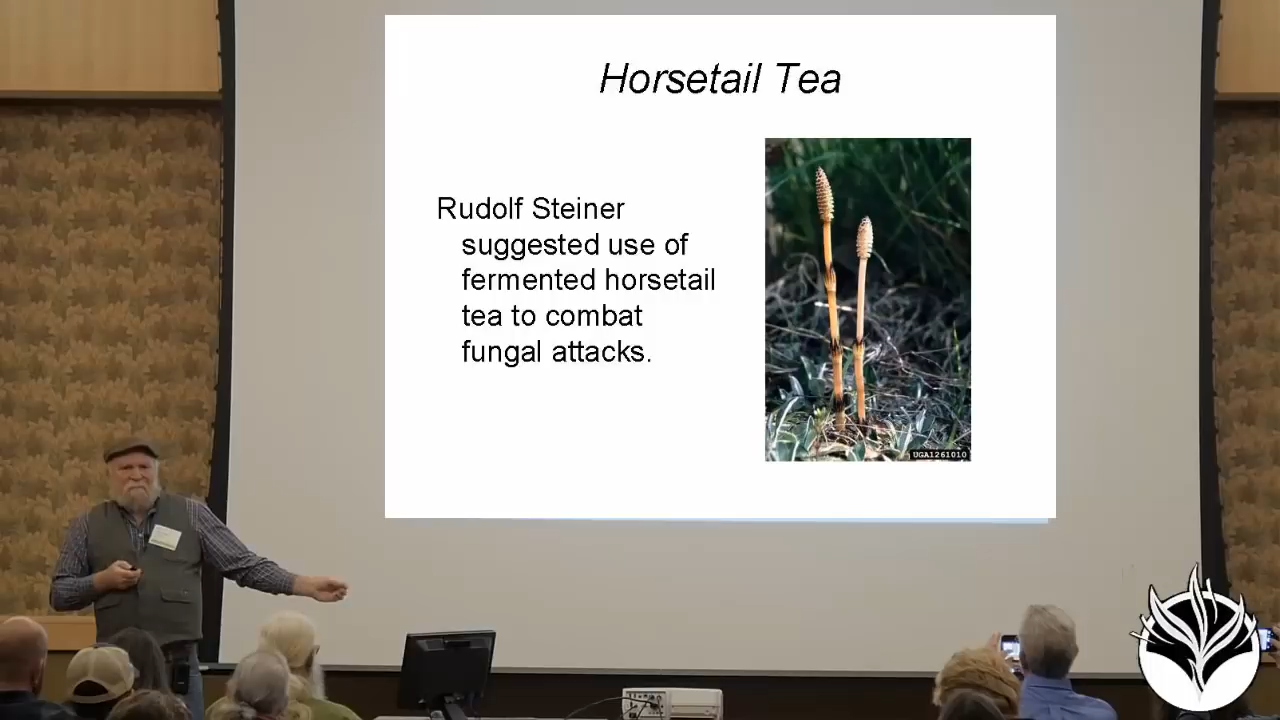 Horsetail Tea
Rudolf Steiner
suggested use of
fermented horsetail
tea to combat
fungal attacks.
UGA1261010